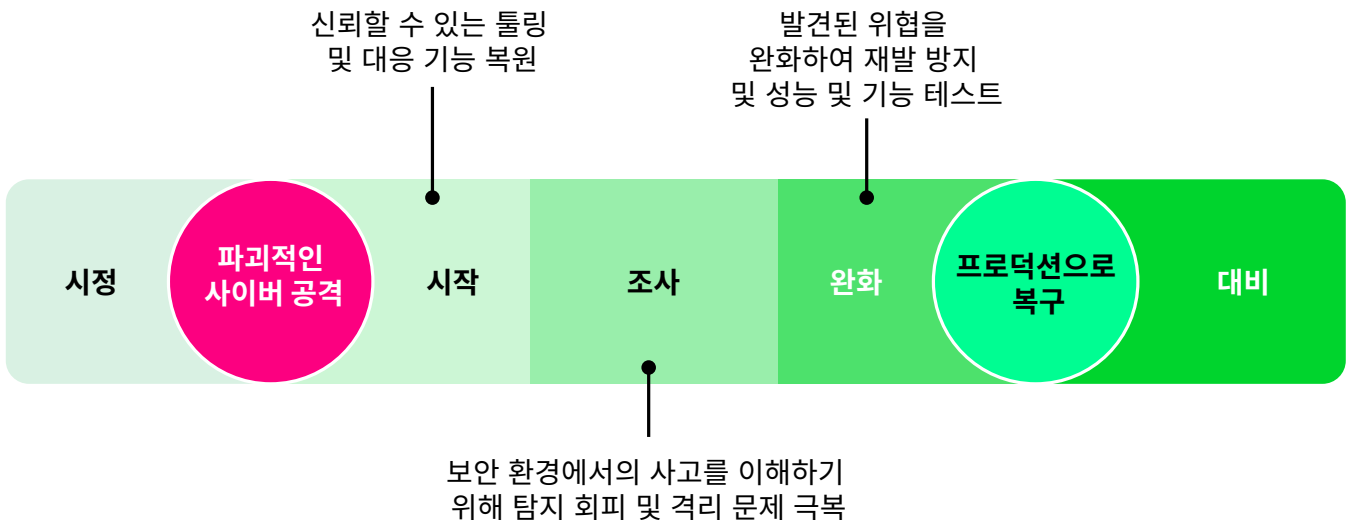 신뢰할 수 있는 툴링
및 대응 기능 복원
발견된 위협을
완화하여 재발 방지
및 성능 및 기능 테스트
시정
파괴적인
사이버 공격
시작
조사
완화
프로덕션으로
복구
대비
보안 환경에서의 사고를 이해하기
위해 탐지 회피 및 격리 문제 극복